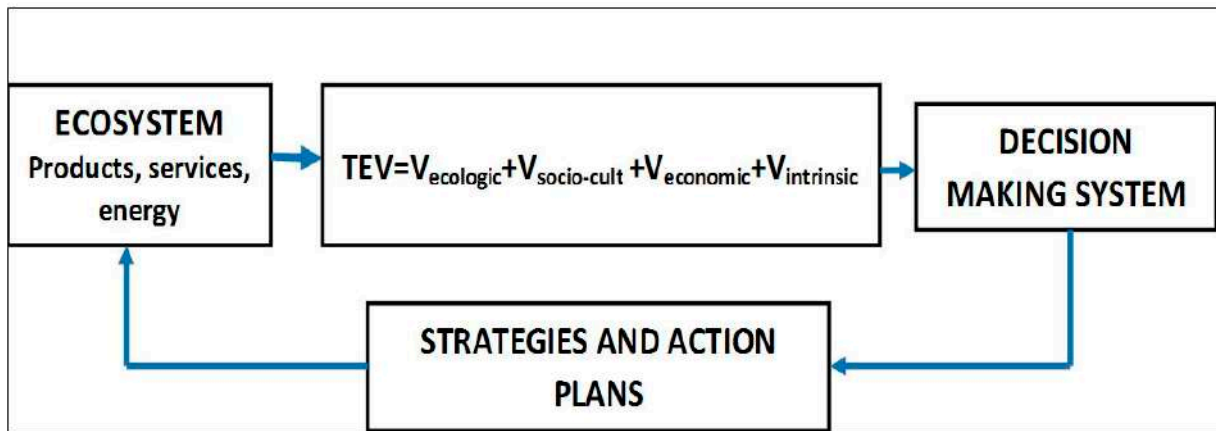 ECOSYSTEM
Products, services,
energy
TEV=Vecologic+Vsocio-cult +Veconomic+Vintrinsic
DECISION
MAKING SYSTEM
STRATEGIES AND ACTION
PLANS